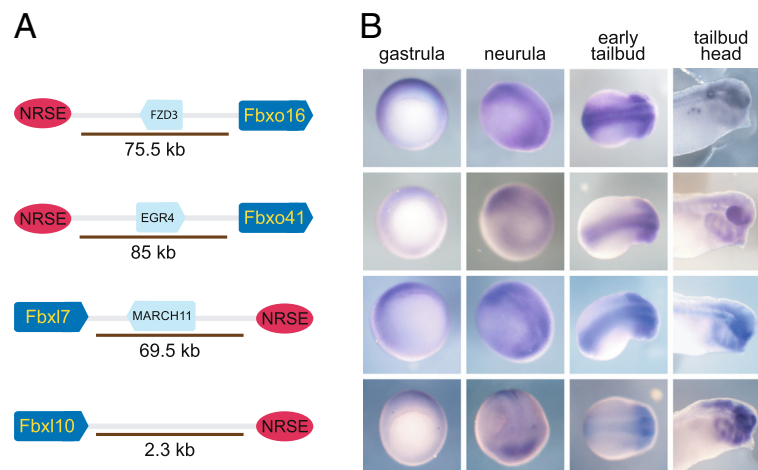 A
NRSE FZD3 Fbxo16
75.5 kb
NRSE EGR4 Fbxo41
85 kb
Fbxl7 MARCH11 NRSE
69.5 kb
Fbxl10 NRSE
2.3 kb
B
gastrula neurula early tailbud tailbud head